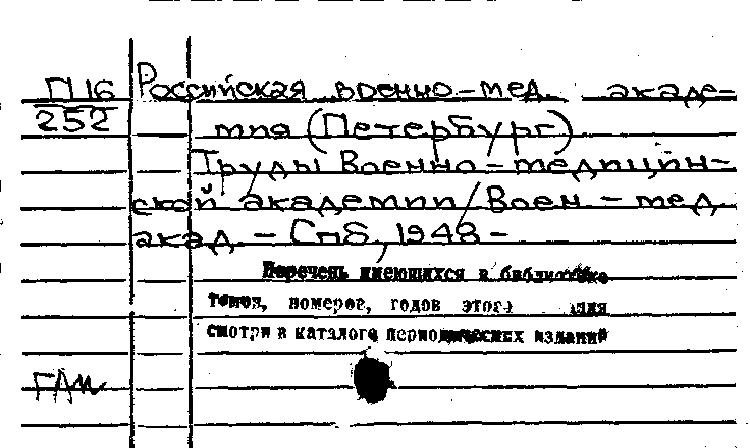 П16
252
Российская военно-мед. акаде-
мия (Петербург)
Труды Военно-медицин-
ской академии/Воен.-мед.
акад. - Спб, 1948-
Перечень имеющихся в библиотеке
томов, номеров, годов этого
смотри в каталоге периодических изданий